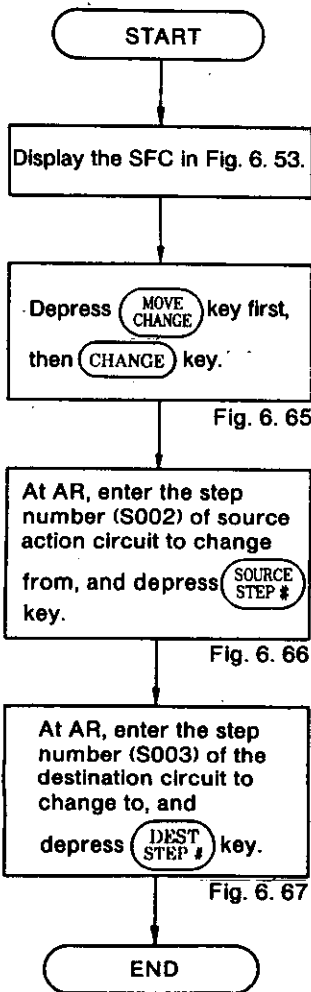 START
Display the SFC in Fig. 6. 53.
Depress MOVE CHANGE key first,
then CHANGE key.
Fig. 6. 65
At AR, enter the step
number (S002) of source
action circuit to change
from, and depress SOURCE STEP #
key.
Fig. 6. 66
At AR, enter the step
number (S003) of the
destination circuit to
change to, and
depress DEST STEP # key.
Fig. 6. 67
END